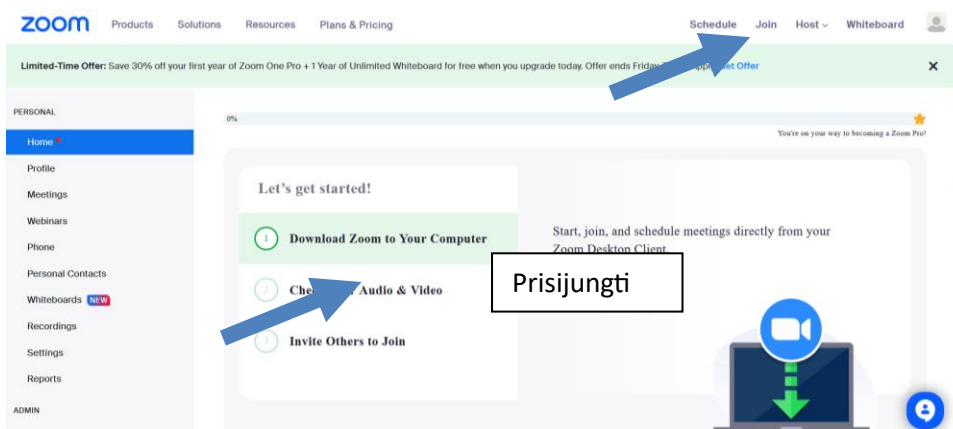 zoom Products Solutions Resources Plans & Pricing Schedule Join Host Whiteboard
Limited-Time Offer: Save 30% off your first year of Zoom One Pro + 1 Year of Unlimited Whiteboard for free when you upgrade today. Offer ends Friday Get Offer
PERSONAL
0%
You're on your way to becoming a Zoom Pro!
Home
Profile
Meetings
Webinars
Phone
Personal Contacts
Whiteboards NEW
Recordings
Settings
Reports
ADMIN
Let's get started!
1 Download Zoom to Your Computer
2 Audio & Video
3 Invite Others to Join
Start, join, and schedule meetings directly from your
Zoom Desktop Client.
Prisijungti